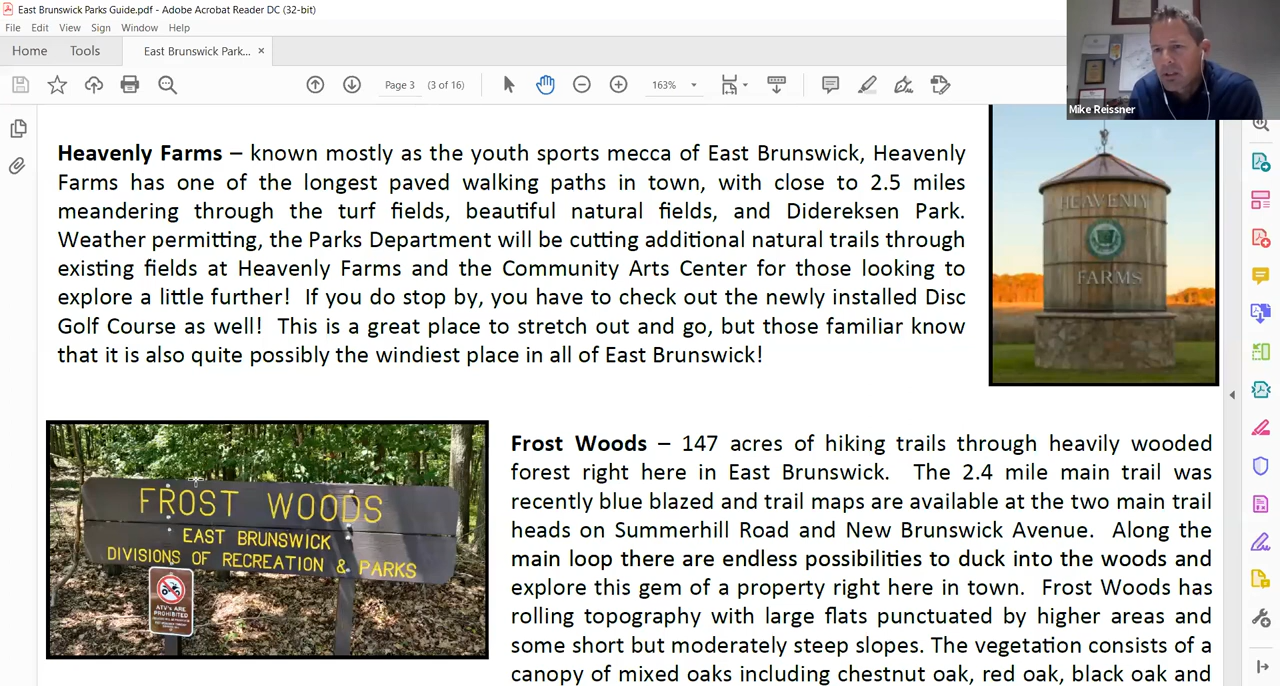 East Brunswick Parks Guide.pdf - Adobe Acrobat Reader DC (32-bit)
File Edit View Sign Window Help
Home Tools East Brunswick Park... ×
Page 3 (3 of 16) 163%
Mike Reissner
Heavenly Farms – known mostly as the youth sports mecca of East Brunswick, Heavenly
Farms has one of the longest paved walking paths in town, with close to 2.5 miles
meandering through the turf fields, beautiful natural fields, and Didereksen Park.
Weather permitting, the Parks Department will be cutting additional natural trails through
existing fields at Heavenly Farms and the Community Arts Center for those looking to
explore a little further! If you do stop by, you have to check out the newly installed Disc
Golf Course as well! This is a great place to stretch out and go, but those familiar know
that it is also quite possibly the windiest place in all of East Brunswick!
HEAVENLY
FARMS
FROST WOODS
EAST BRUNSWICK
DIVISIONS OF RECREATION & PARKS
ATV's ARE
PROHIBITED
Frost Woods – 147 acres of hiking trails through heavily wooded
forest right here in East Brunswick. The 2.4 mile main trail was
recently blue blazed and trail maps are available at the two main trail
heads on Summerhill Road and New Brunswick Avenue. Along the
main loop there are endless possibilities to duck into the woods and
explore this gem of a property right here in town. Frost Woods has
rolling topography with large flats punctuated by higher areas and
some short but moderately steep slopes. The vegetation consists of a
canopy of mixed oaks including chestnut oak, red oak, black oak and